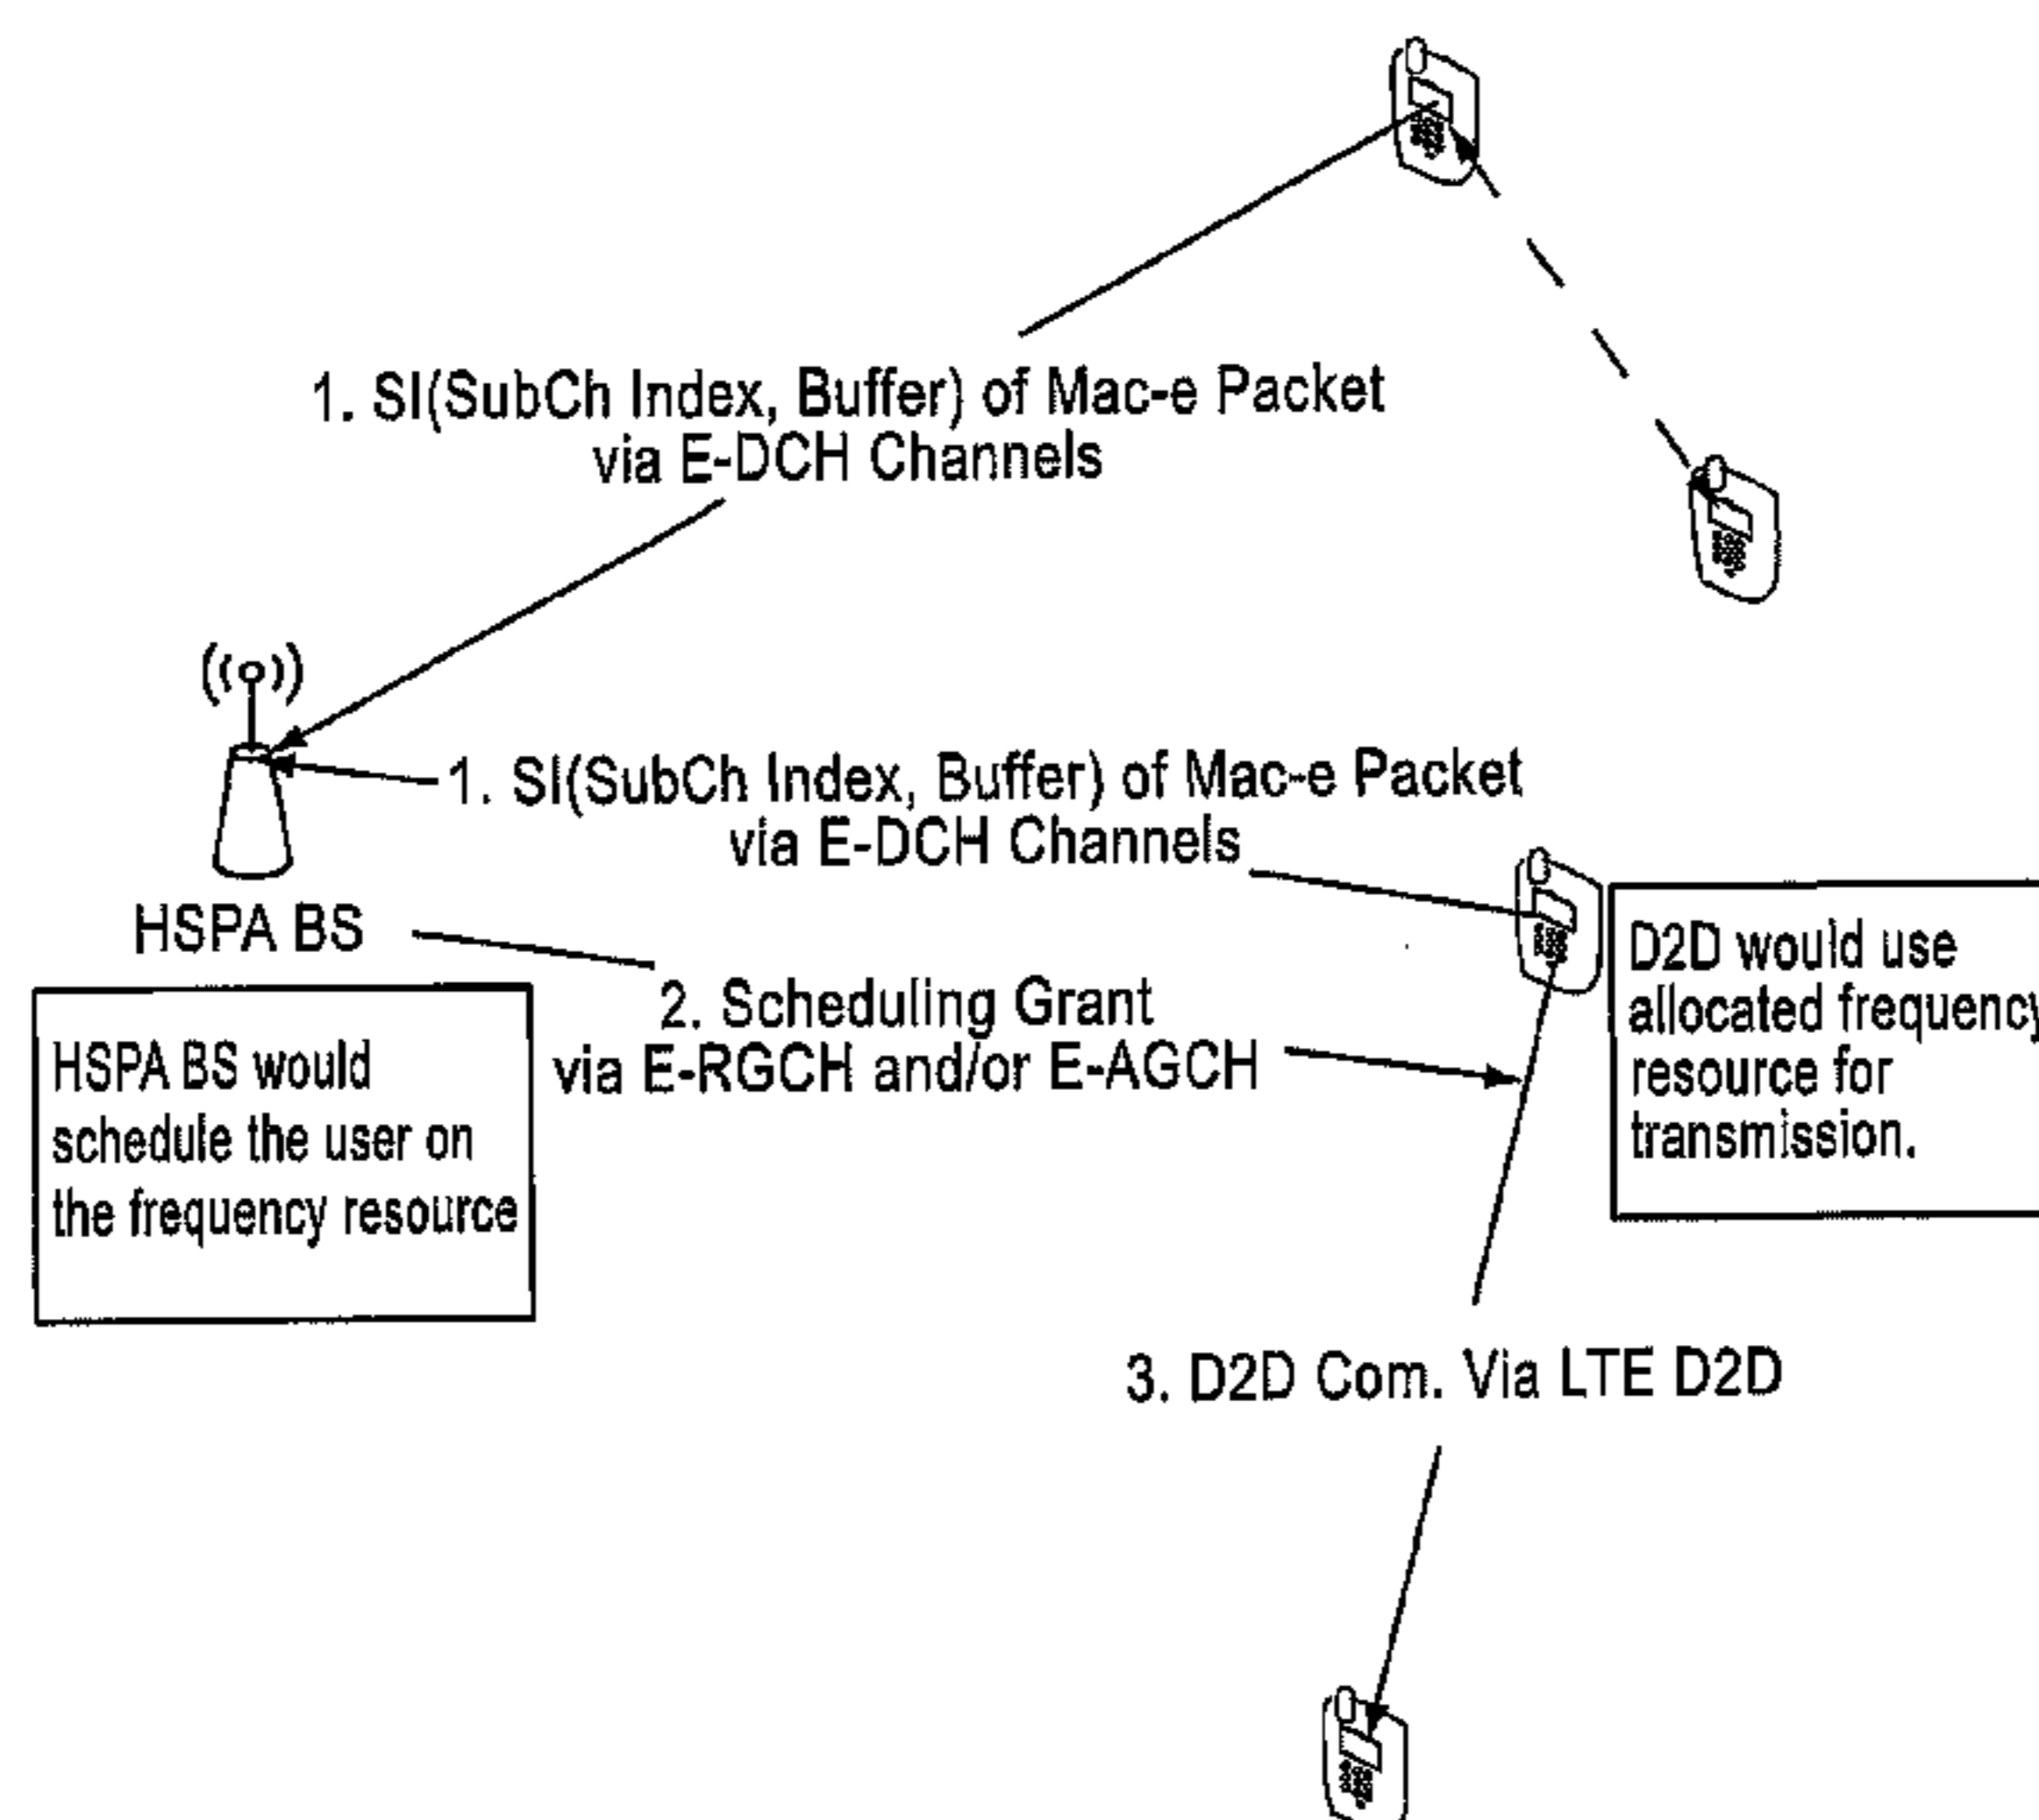 1. SI(SubCh Index, Buffer) of Mac-e Packet
via E-DCH Channels
1. SI(SubCh Index, Buffer) of Mac-e Packet
via E-DCH Channels
HSPA BS
HSPA BS would
schedule the user on
the frequency resource
2. Scheduling Grant
via E-RGCH and/or E-AGCH
D2D would use
allocated frequency
resource for
transmission.
3. D2D Com. Via LTE D2D